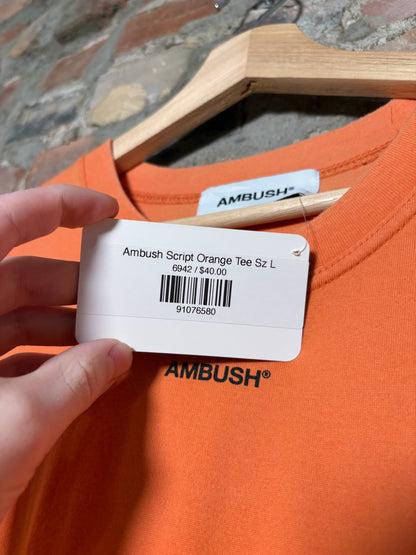 AMBUSH®
Ambush Script Orange Tee Sz L
6942 / $40.00
91076580
AMBUSH®